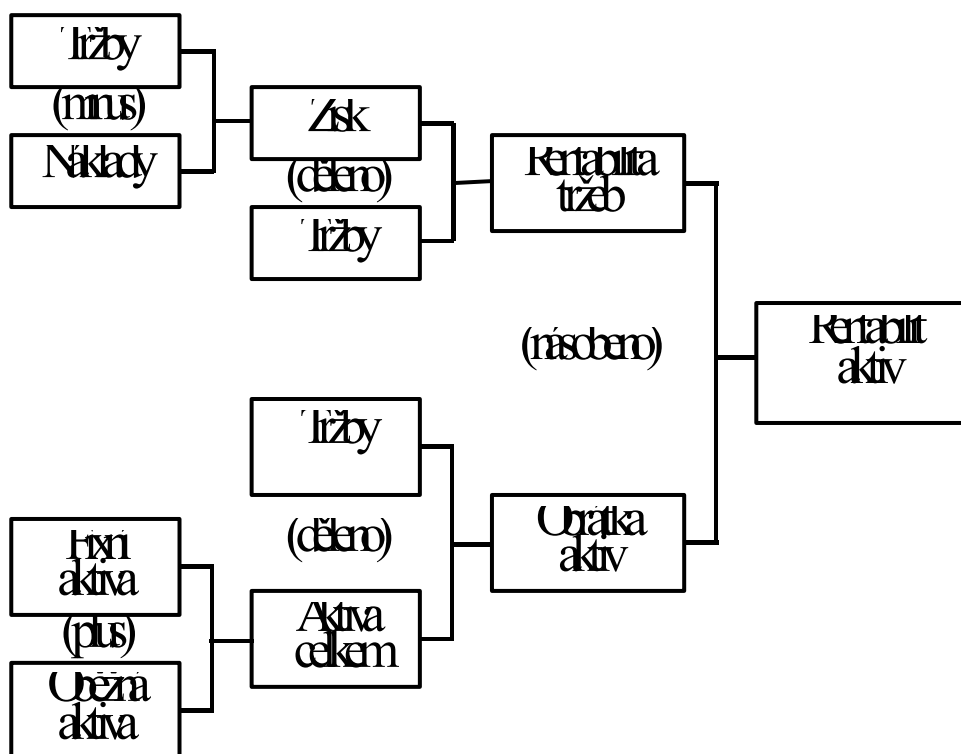 Tržby
(minus)
Náklady
Zisk
(děleno)
Tržby
Rentabilita
tržeb
(násobeno)
Rentabilit
aktiv
Tržby
(děleno)
Aktiva
celkem
Obrátka
aktiv
Fixní
aktiva
(plus)
Oběžná
aktiva